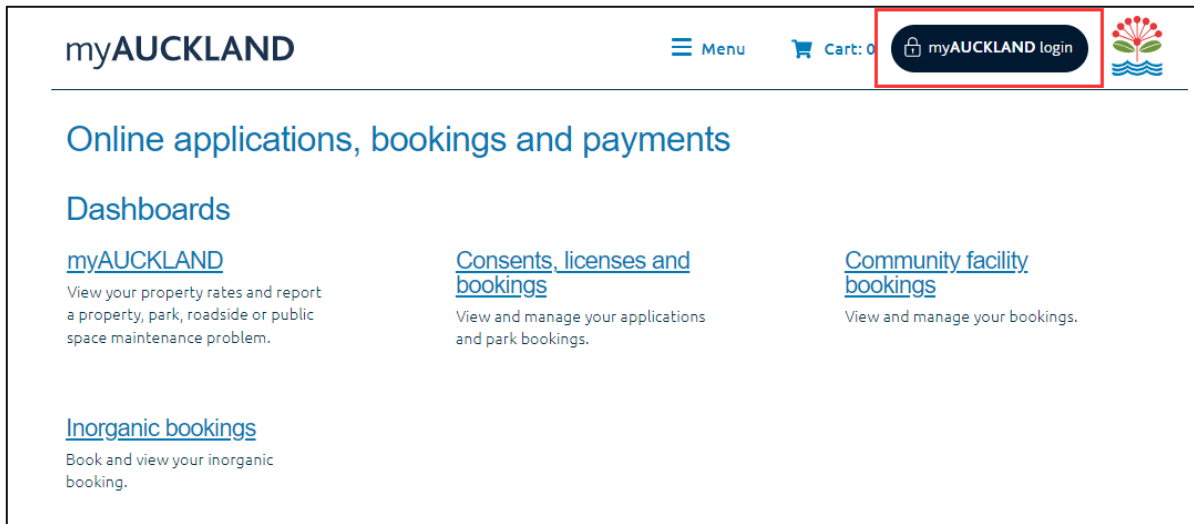 myAUCKLAND
Menu
Cart: 0
myAUCKLAND login
Online applications, bookings and payments
Dashboards
myAUCKLAND
View your property rates and report
a property, park, roadside or public
space maintenance problem.
Consents, licenses and
bookings
View and manage your applications
and park bookings.
Community facility
bookings
View and manage your bookings.
Inorganic bookings
Book and view your inorganic
booking.